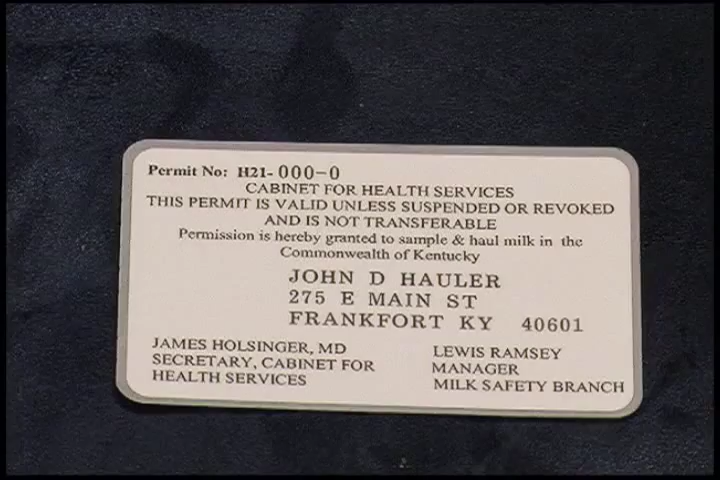 Permit No: H21-000-0
CABINET FOR HEALTH SERVICES
THIS PERMIT IS VALID UNLESS SUSPENDED OR REVOKED
AND IS NOT TRANSFERABLE
Permission is hereby granted to sample & haul milk in the
Commonwealth of Kentucky
JOHN D HAULER
275 E MAIN ST
FRANKFORT KY 40601
JAMES HOLSINGER, MD
SECRETARY, CABINET FOR
HEALTH SERVICES
LEWIS RAMSEY
MANAGER
MILK SAFETY BRANCH